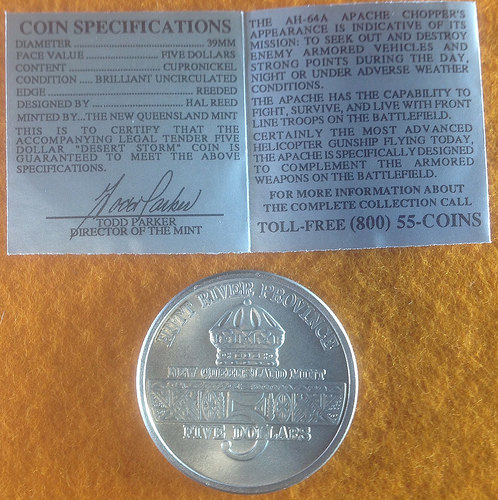 COIN SPECIFICATIONS
DIAMETER ................................ 39MM
FACE VALUE ................. FIVE DOLLARS
CONTENT ........................ CUPRONICKEL
CONDITION ..... BRILLIANT UNCIRCULATED
EDGE ....................................... REEDED
DESIGNED BY ....................... HAL REED
MINTED BY...THE NEW QUEENSLAND MINT
THIS IS TO CERTIFY THAT THE
ACCOMPANYING LEGAL TENDER FIVE
DOLLAR "DESERT STORM" COIN IS
GUARANTEED TO MEET THE ABOVE
SPECIFICATIONS.
Todd Parker
TODD PARKER
DIRECTOR OF THE MINT
THE AH-64A APACHE CHOPPER'S
APPEARANCE IS INDICATIVE OF ITS
MISSION: TO SEEK OUT AND DESTROY
ENEMY ARMORED VEHICLES AND
STRONG POINTS DURING THE DAY,
NIGHT OR UNDER ADVERSE WEATHER
CONDITIONS.
THE APACHE HAS THE CAPABILITY TO
FIGHT, SURVIVE, AND LIVE WITH FRONT
LINE TROOPS ON THE BATTLEFIELD.
CERTAINLY THE MOST ADVANCED
HELICOPTER GUNSHIP FLYING TODAY,
THE APACHE IS SPECIFICALLY DESIGNED
TO COMPLEMENT THE ARMORED
WEAPONS ON THE BATTLEFIELD.
FOR MORE INFORMATION ABOUT
THE COMPLETE COLLECTION CALL
TOLL-FREE (800) 55-COINS
HUTT RIVER PROVINCE
NEW QUEENSLAND MINT
5
FIVE DOLLARS